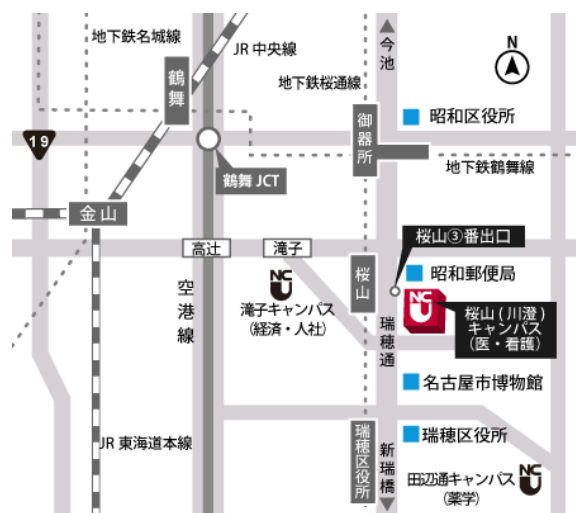 地下鉄名城線
JR 中央線
今池
N
鶴舞
地下鉄桜通線
昭和区役所
19
御器所
地下鉄鶴舞線
鶴舞 JCT
金山
桜山③番出口
高辻
滝子
桜山
昭和郵便局
空港線
NCU
滝子キャンパス
(経済・人社)
NCU
桜山(川澄)
キャンパス
(医・看護)
瑞穂通
名古屋市博物館
瑞穂区役所
瑞穂区役所
JR 東海道本線
新瑞橋
田辺通キャンパス
(薬学)
NCU